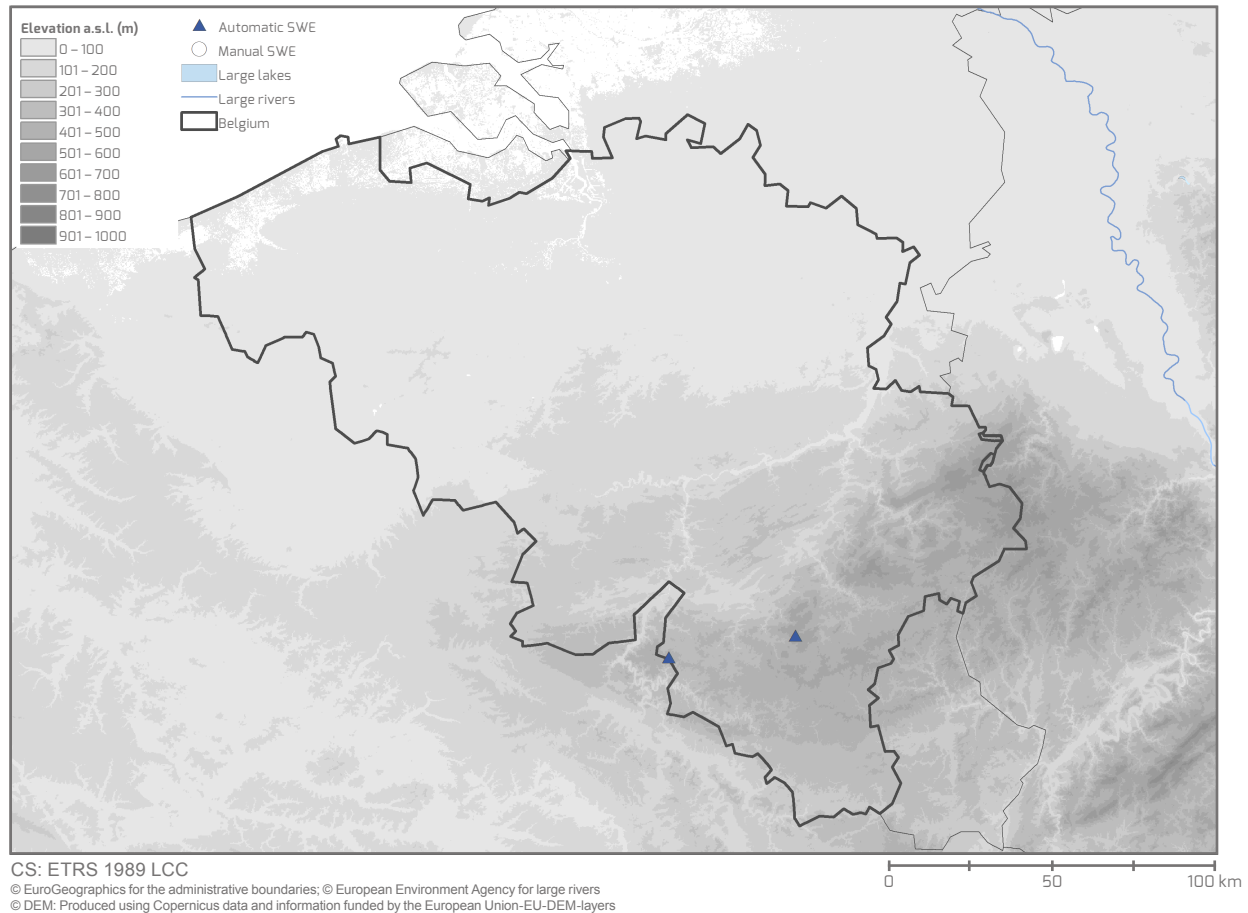 Elevation a.s.l. (m)
0 – 100
101 – 200
201 – 300
301 – 400
401 – 500
501 – 600
601 – 700
701 – 800
801 – 900
901 – 1000
Automatic SWE
Manual SWE
Large lakes
Large rivers
Belgium
CS: ETRS 1989 LCC
© EuroGeographics for the administrative boundaries; © European Environment Agency for large rivers
© DEM: Produced using Copernicus data and information funded by the European Union-EU-DEM-layers
0 50 100 km